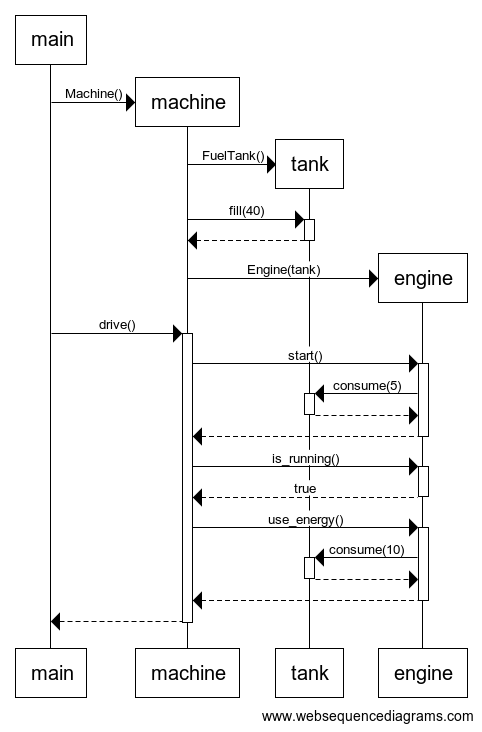 main
Machine()
machine
FuelTank()
tank
fill(40)
Engine(tank)
engine
drive()
start()
consume(5)
is_running()
true
use_energy()
consume(10)
main machine tank engine
www.websequencediagrams.com